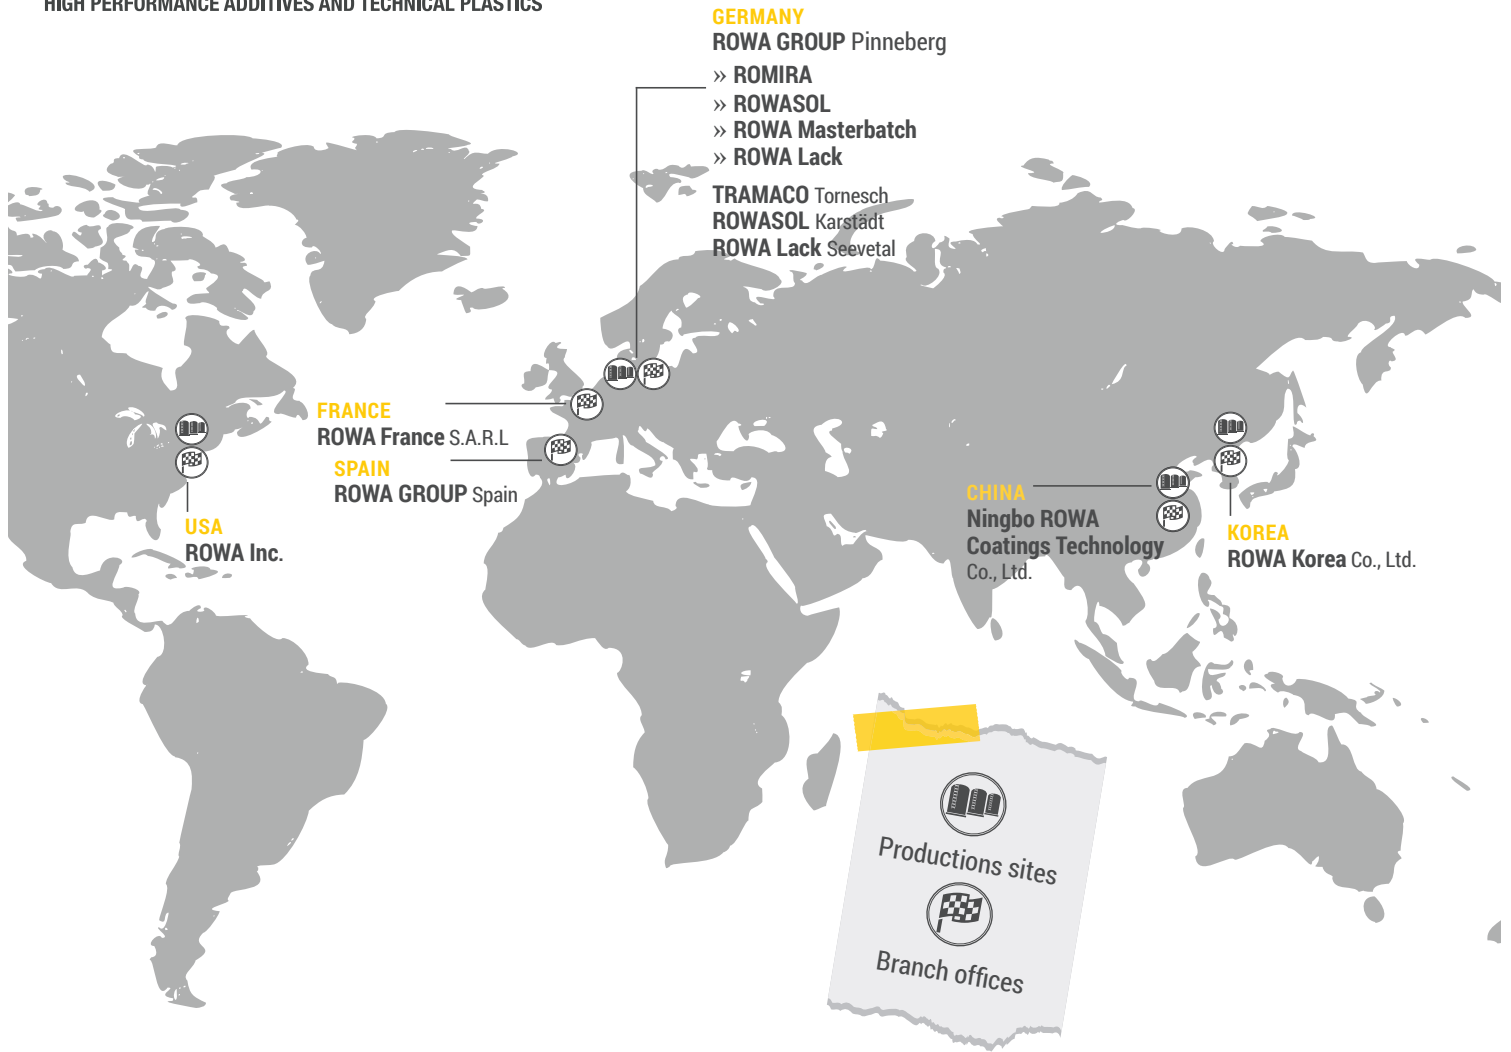 HIGH PERFORMANCE ADDITIVES AND TECHNICAL PLASTICS
GERMANY
ROWA GROUP Pinneberg
» ROMIRA
» ROWASOL
» ROWA Masterbatch
» ROWA Lack
TRAMACO Tornesch
ROWASOL Karstädt
ROWA Lack Seevetal
FRANCE
ROWA France S.A.R.L
SPAIN
ROWA GROUP Spain
USA
ROWA Inc.
CHINA
Ningbo ROWA
Coatings Technology
Co., Ltd.
KOREA
ROWA Korea Co., Ltd.
Productions sites
Branch offices